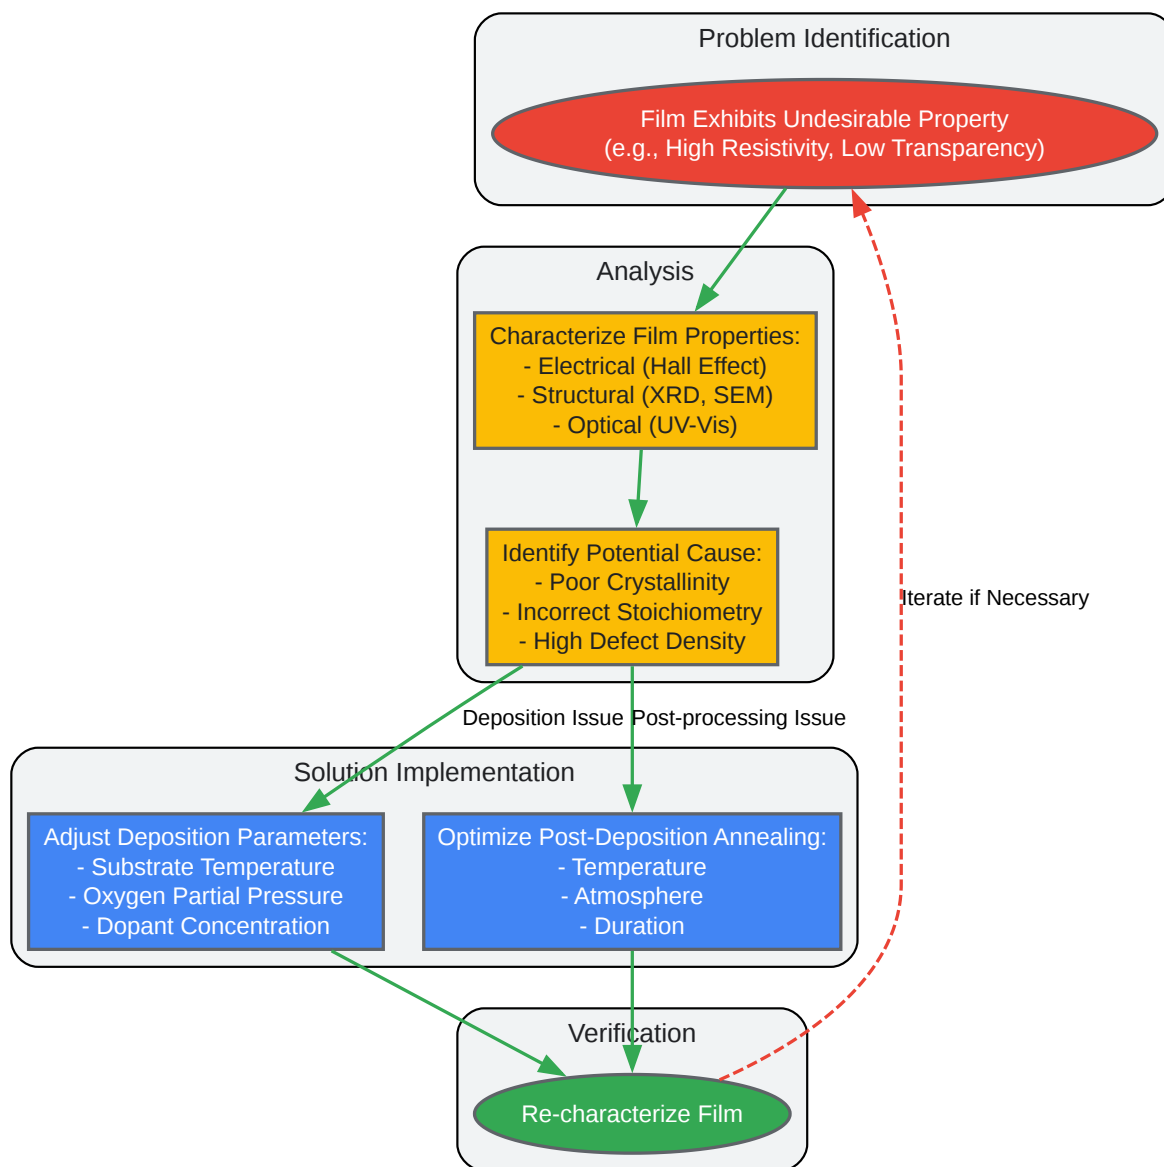 Problem Identification
Film Exhibits Undesirable Property
(e.g., High Resistivity, Low Transparency)
Analysis
Characterize Film Properties:
- Electrical (Hall Effect)
- Structural (XRD, SEM)
- Optical (UV-Vis)
Identify Potential Cause:
- Poor Crystallinity
- Incorrect Stoichiometry
- High Defect Density
Iterate if Necessary
Deposition Issue
Post-processing Issue
Solution Implementation
Adjust Deposition Parameters:
- Substrate Temperature
- Oxygen Partial Pressure
- Dopant Concentration
Optimize Post-Deposition Annealing:
- Temperature
- Atmosphere
- Duration
Verification
Re-characterize Film